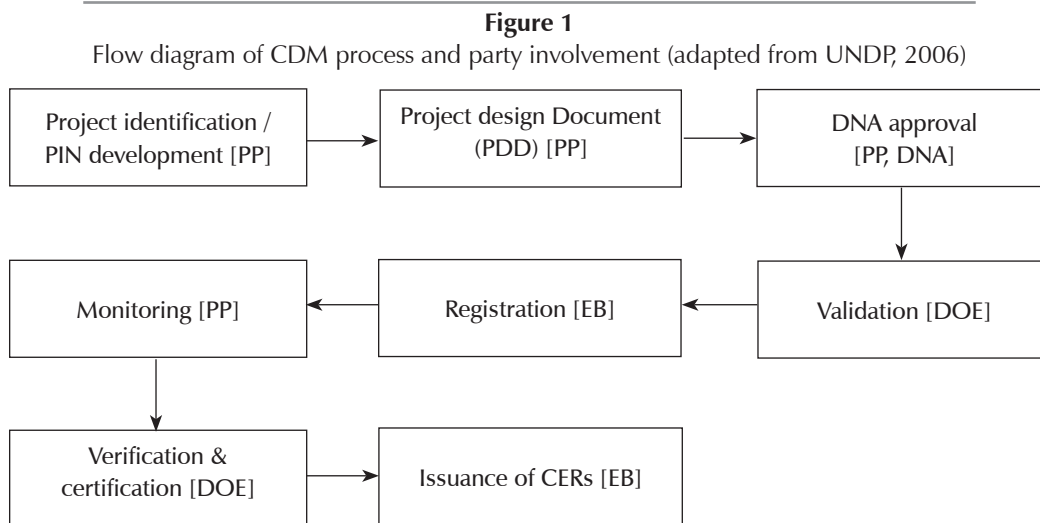 Figure 1
Flow diagram of CDM process and party involvement (adapted from UNDP, 2006)
Project identification /
PIN development [PP]
Project design Document
(PDD) [PP]
DNA approval
[PP, DNA]
Validation [DOE]
Registration [EB]
Monitoring [PP]
Verification &
certification [DOE]
Issuance of CERs [EB]